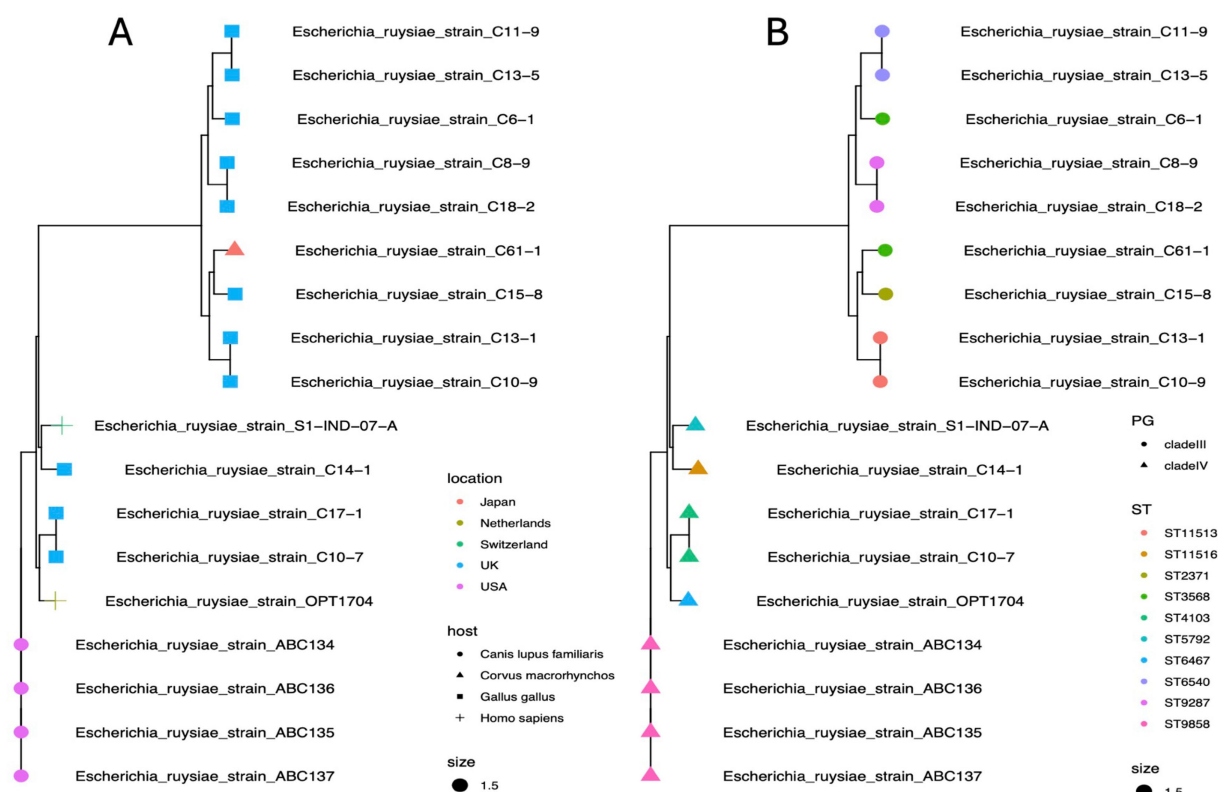 A
Escherichia_ruysiae_strain_C11−9
Escherichia_ruysiae_strain_C13−5
Escherichia_ruysiae_strain_C6−1
Escherichia_ruysiae_strain_C8−9
Escherichia_ruysiae_strain_C18−2
Escherichia_ruysiae_strain_C61−1
Escherichia_ruysiae_strain_C15−8
Escherichia_ruysiae_strain_C13−1
Escherichia_ruysiae_strain_C10−9
Escherichia_ruysiae_strain_S1−IND−07−A
Escherichia_ruysiae_strain_C14−1
Escherichia_ruysiae_strain_C17−1
Escherichia_ruysiae_strain_C10−7
Escherichia_ruysiae_strain_OPT1704
Escherichia_ruysiae_strain_ABC134
Escherichia_ruysiae_strain_ABC136
Escherichia_ruysiae_strain_ABC135
Escherichia_ruysiae_strain_ABC137
location
Japan
Netherlands
Switzerland
UK
USA
host
Canis lupus familiaris
Corvus macrorhynchos
Gallus gallus
Homo sapiens
size
1.5
B
Escherichia_ruysiae_strain_C11−9
Escherichia_ruysiae_strain_C13−5
Escherichia_ruysiae_strain_C6−1
Escherichia_ruysiae_strain_C8−9
Escherichia_ruysiae_strain_C18−2
Escherichia_ruysiae_strain_C61−1
Escherichia_ruysiae_strain_C15−8
Escherichia_ruysiae_strain_C13−1
Escherichia_ruysiae_strain_C10−9
Escherichia_ruysiae_strain_S1−IND−07−A
Escherichia_ruysiae_strain_C14−1
Escherichia_ruysiae_strain_C17−1
Escherichia_ruysiae_strain_C10−7
Escherichia_ruysiae_strain_OPT1704
Escherichia_ruysiae_strain_ABC134
Escherichia_ruysiae_strain_ABC136
Escherichia_ruysiae_strain_ABC135
Escherichia_ruysiae_strain_ABC137
PG
cladeIII
cladeIV
ST
ST11513
ST11516
ST2371
ST3568
ST4103
ST5792
ST6467
ST6540
ST9287
ST9858
size
1.5